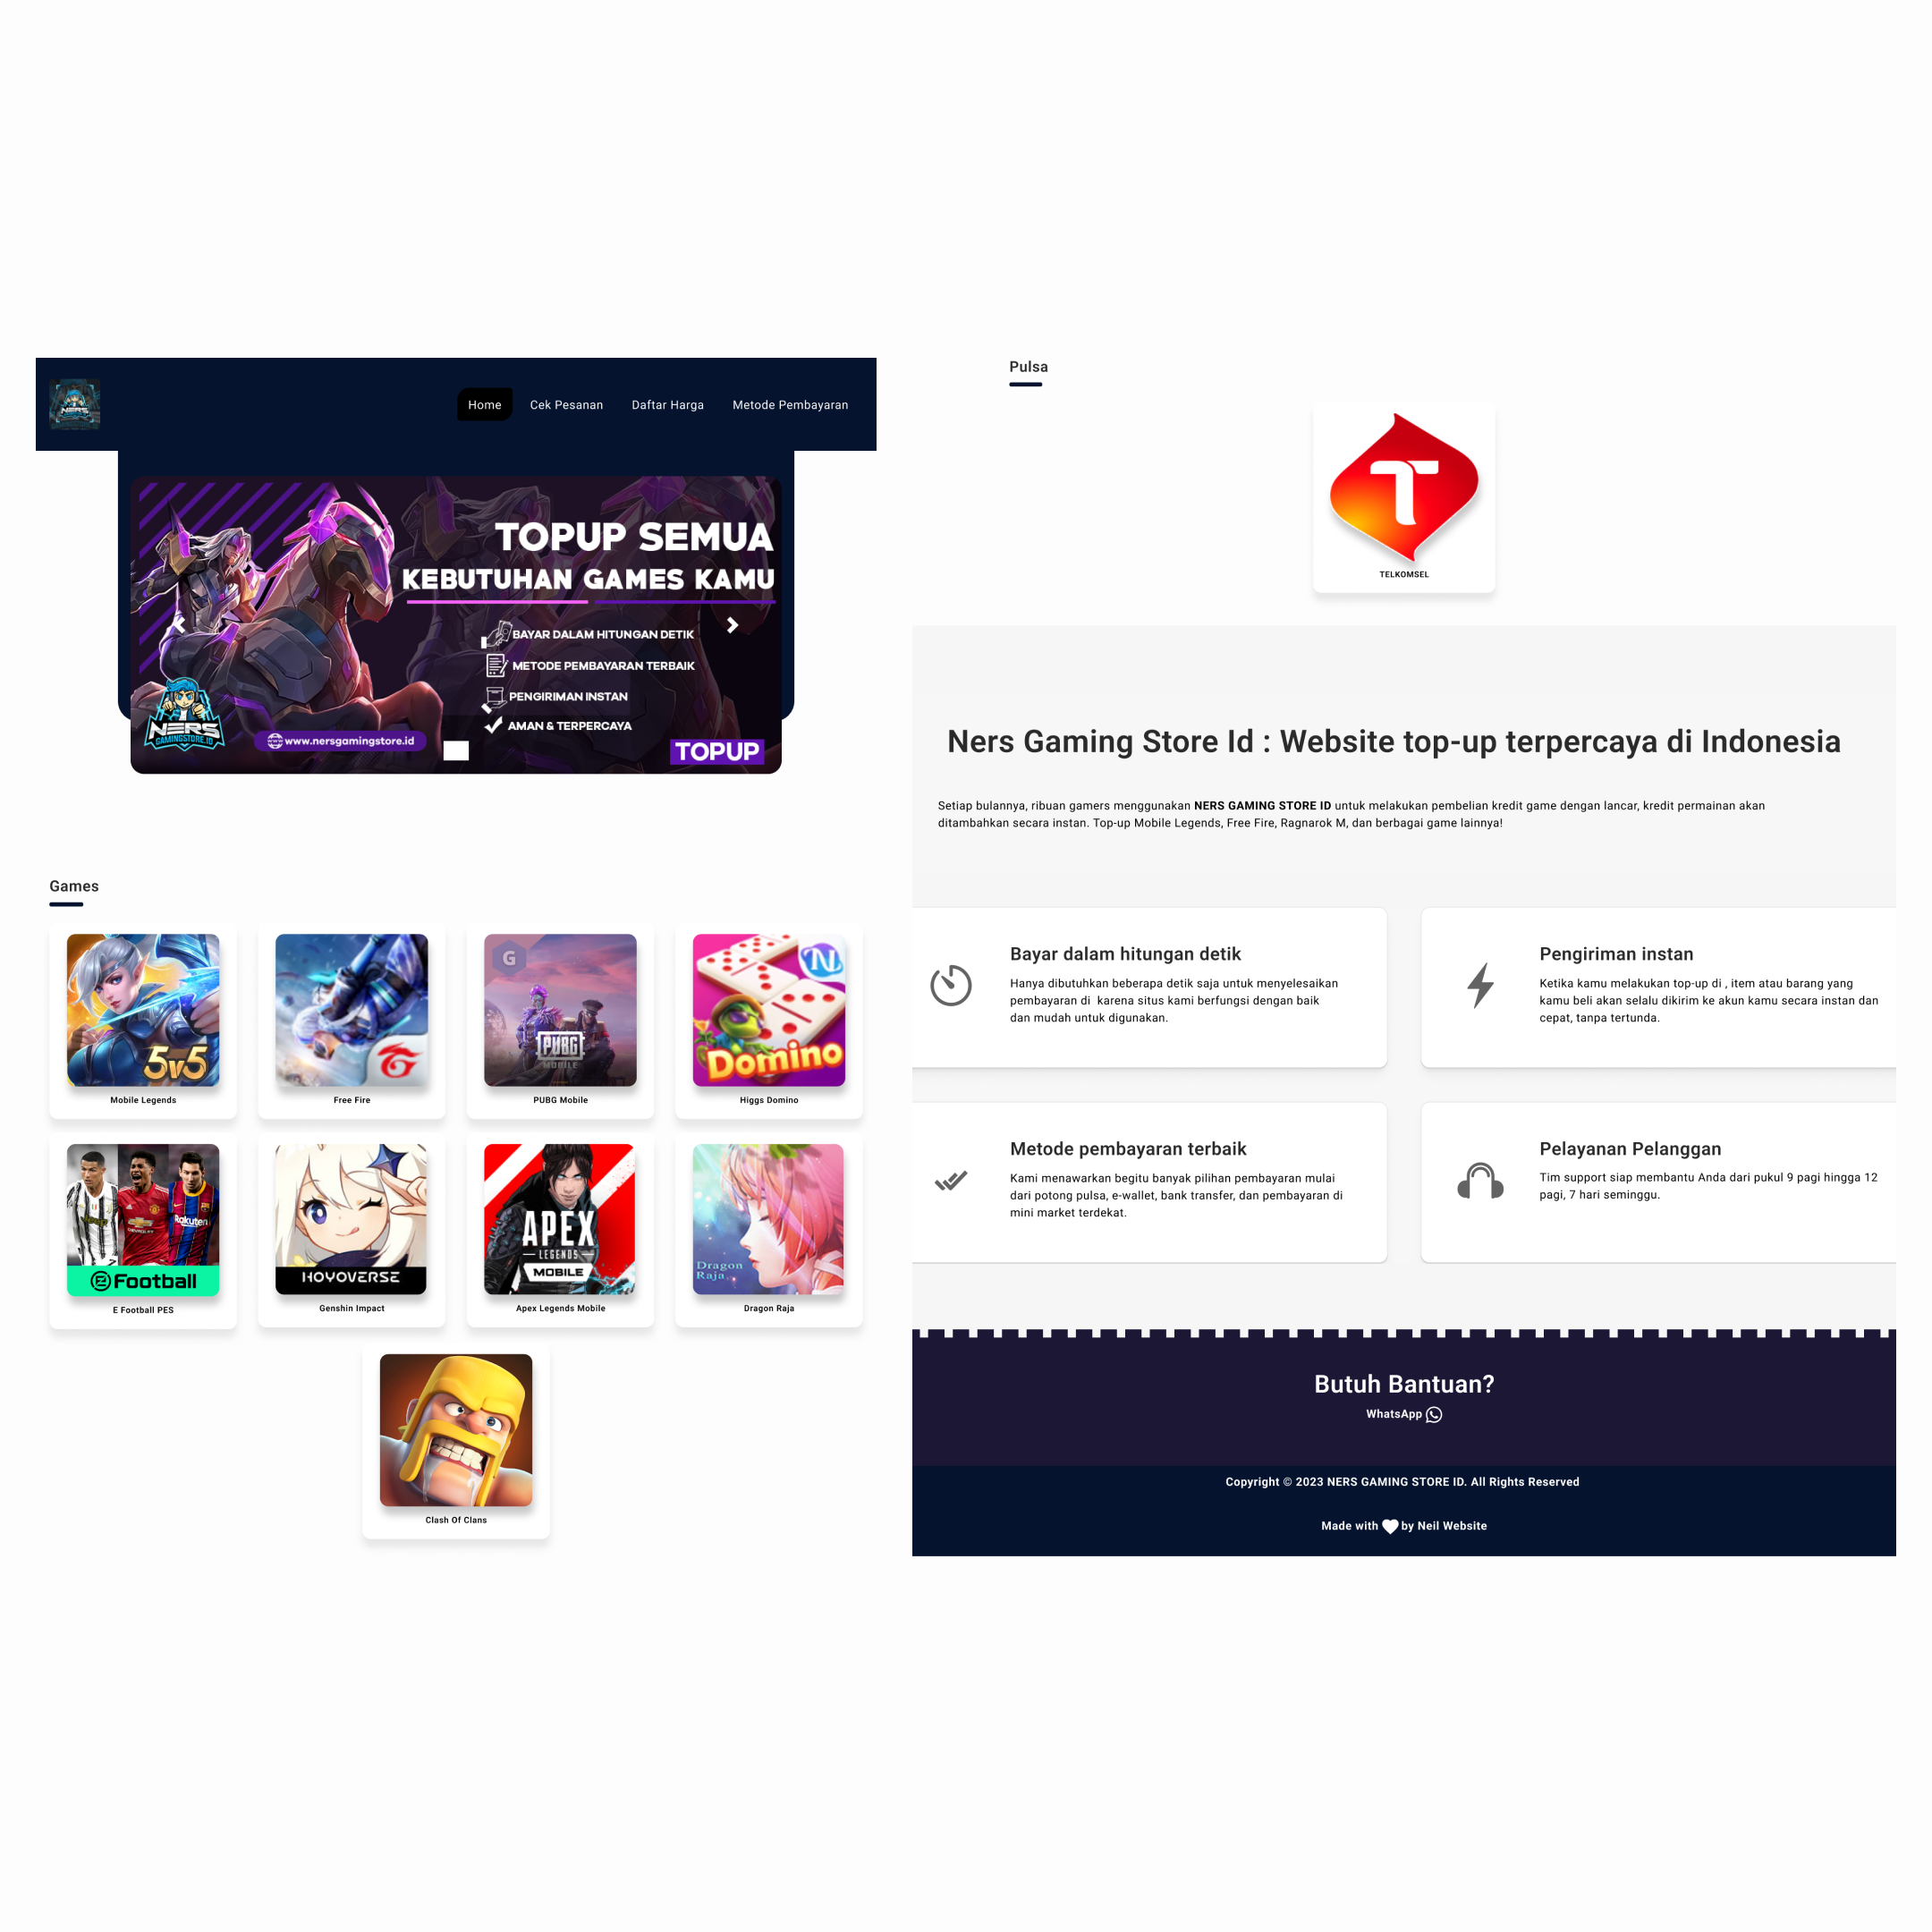 NERS
Home
Cek Pesanan
Daftar Harga
Metode Pembayaran
TOPUP SEMUA
KEBUTUHAN GAMES KAMU
BAYAR DALAM HITUNGAN DETIK
METODE PEMBAYARAN TERBAIK
PENGIRIMAN INSTAN
AMAN & TERPERCAYA
NERS
GAMINGSTORE.ID
www.nersgamingstore.id
TOPUP
Games
5v5
G
PUBG
MOBILE
Domino
Mobile Legends
Free Fire
PUBG Mobile
Higgs Domino
CHEVROLET
Rakuten
eFootball
HOYOVERSE
APEX
LEGENDS
MOBILE
Dragon
Raja
E Football PES
Genshin Impact
Apex Legends Mobile
Dragon Raja
Clash Of Clans
Pulsa
T
TELKOMSEL
Ners Gaming Store Id : Website top-up terpercaya di Indonesia
Setiap bulannya, ribuan gamers menggunakan NERS GAMING STORE ID untuk melakukan pembelian kredit game dengan lancar, kredit permainan akan
ditambahkan secara instan. Top-up Mobile Legends, Free Fire, Ragnarok M, dan berbagai game lainnya!
Bayar dalam hitungan detik
Hanya dibutuhkan beberapa detik saja untuk menyelesaikan
pembayaran di karena situs kami berfungsi dengan baik
dan mudah untuk digunakan.
Pengiriman instan
Ketika kamu melakukan top-up di , item atau barang yang
kamu beli akan selalu dikirim ke akun kamu secara instan dan
cepat, tanpa tertunda.
Metode pembayaran terbaik
Kami menawarkan begitu banyak pilihan pembayaran mulai
dari potong pulsa, e-wallet, bank transfer, dan pembayaran di
mini market terdekat.
Pelayanan Pelanggan
Tim support siap membantu Anda dari pukul 9 pagi hingga 12
pagi, 7 hari seminggu.
Butuh Bantuan?
WhatsApp
Copyright © 2023 NERS GAMING STORE ID. All Rights Reserved
Made with by Neil Website